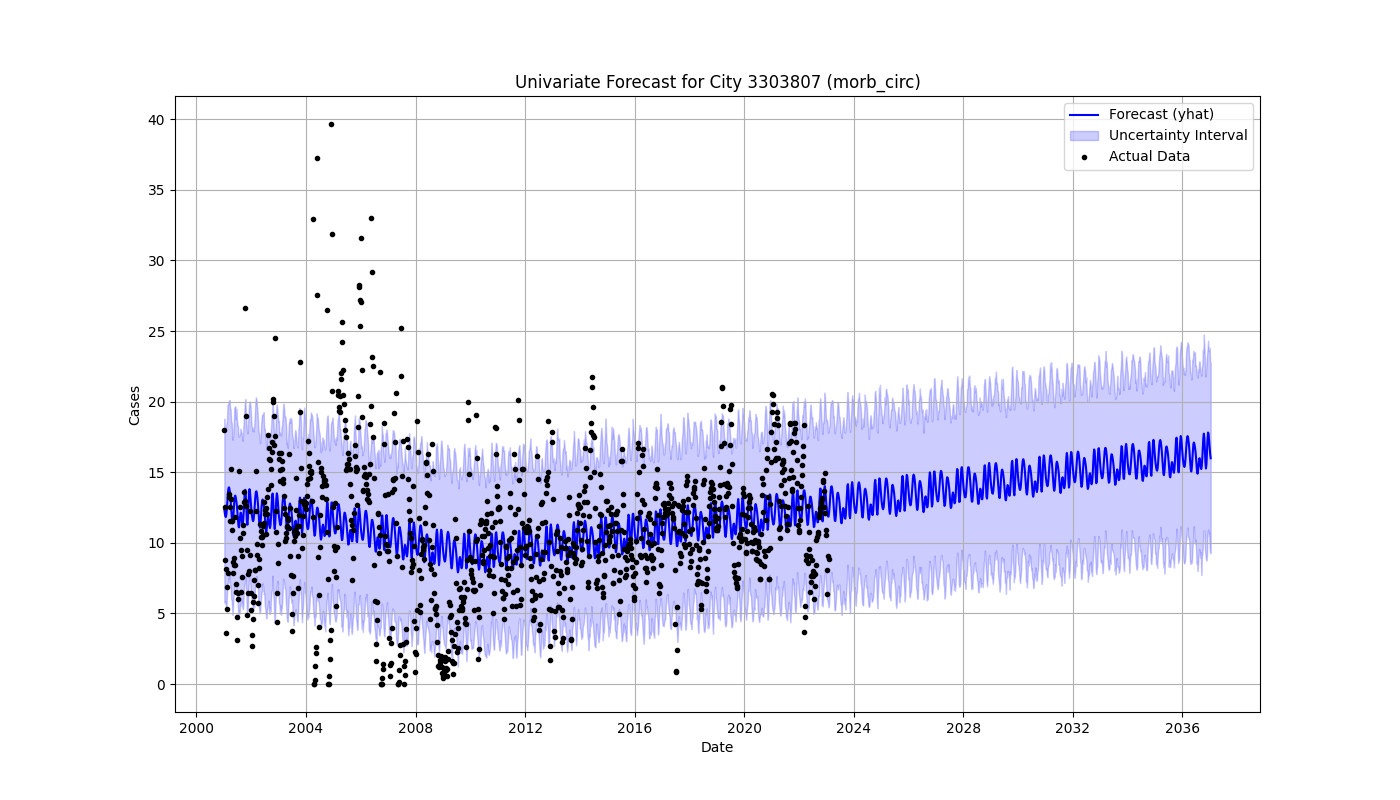 Univariate Forecast for City 3303807 (morb_circ)
Forecast (yhat)
Uncertainty Interval
Actual Data
Cases
40
35
30
25
20
15
10
5
0
2000 2004 2008 2012 2016 2020 2024 2028 2032 2036
Date